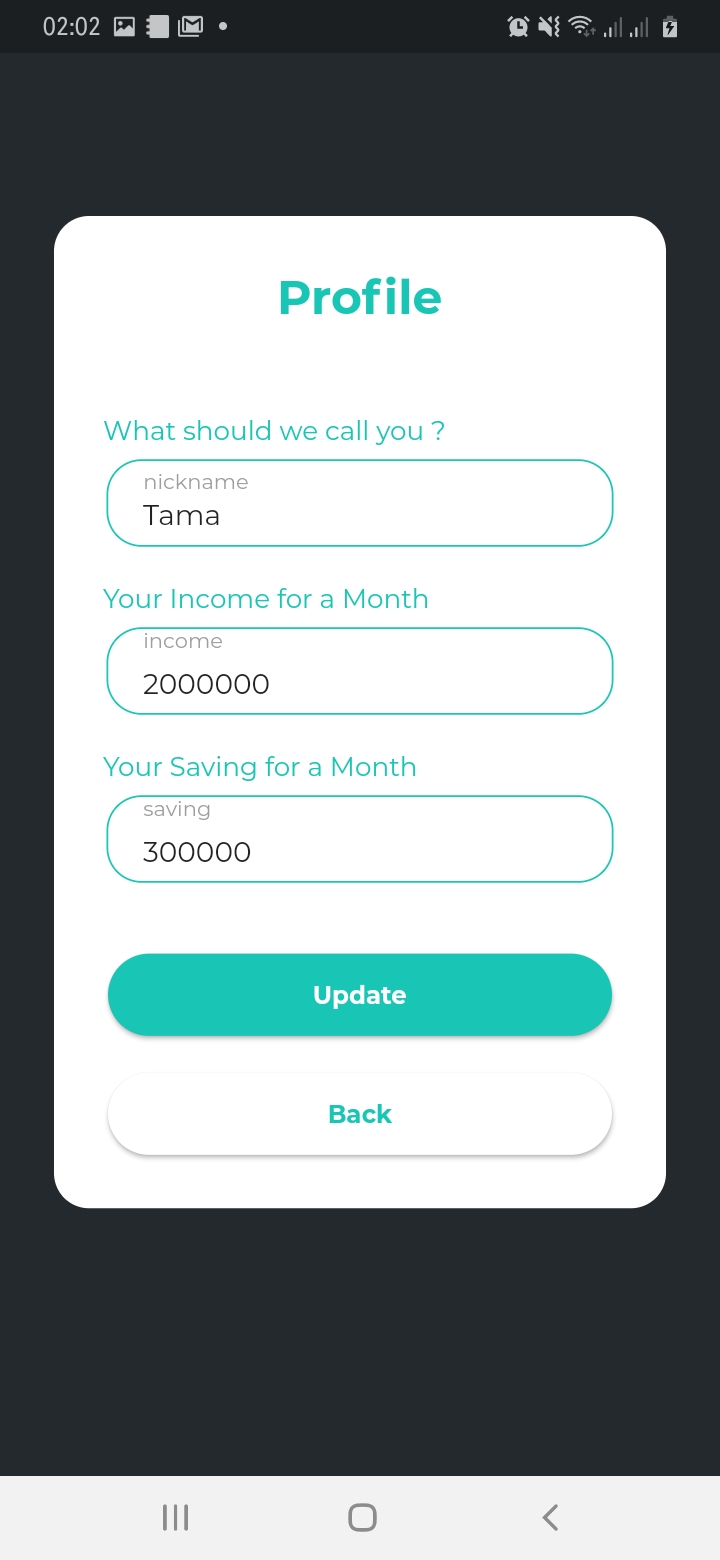 02:02
Profile
What should we call you ?
nickname
Tama
Your Income for a Month
income
2000000
Your Saving for a Month
saving
300000
Update
Back